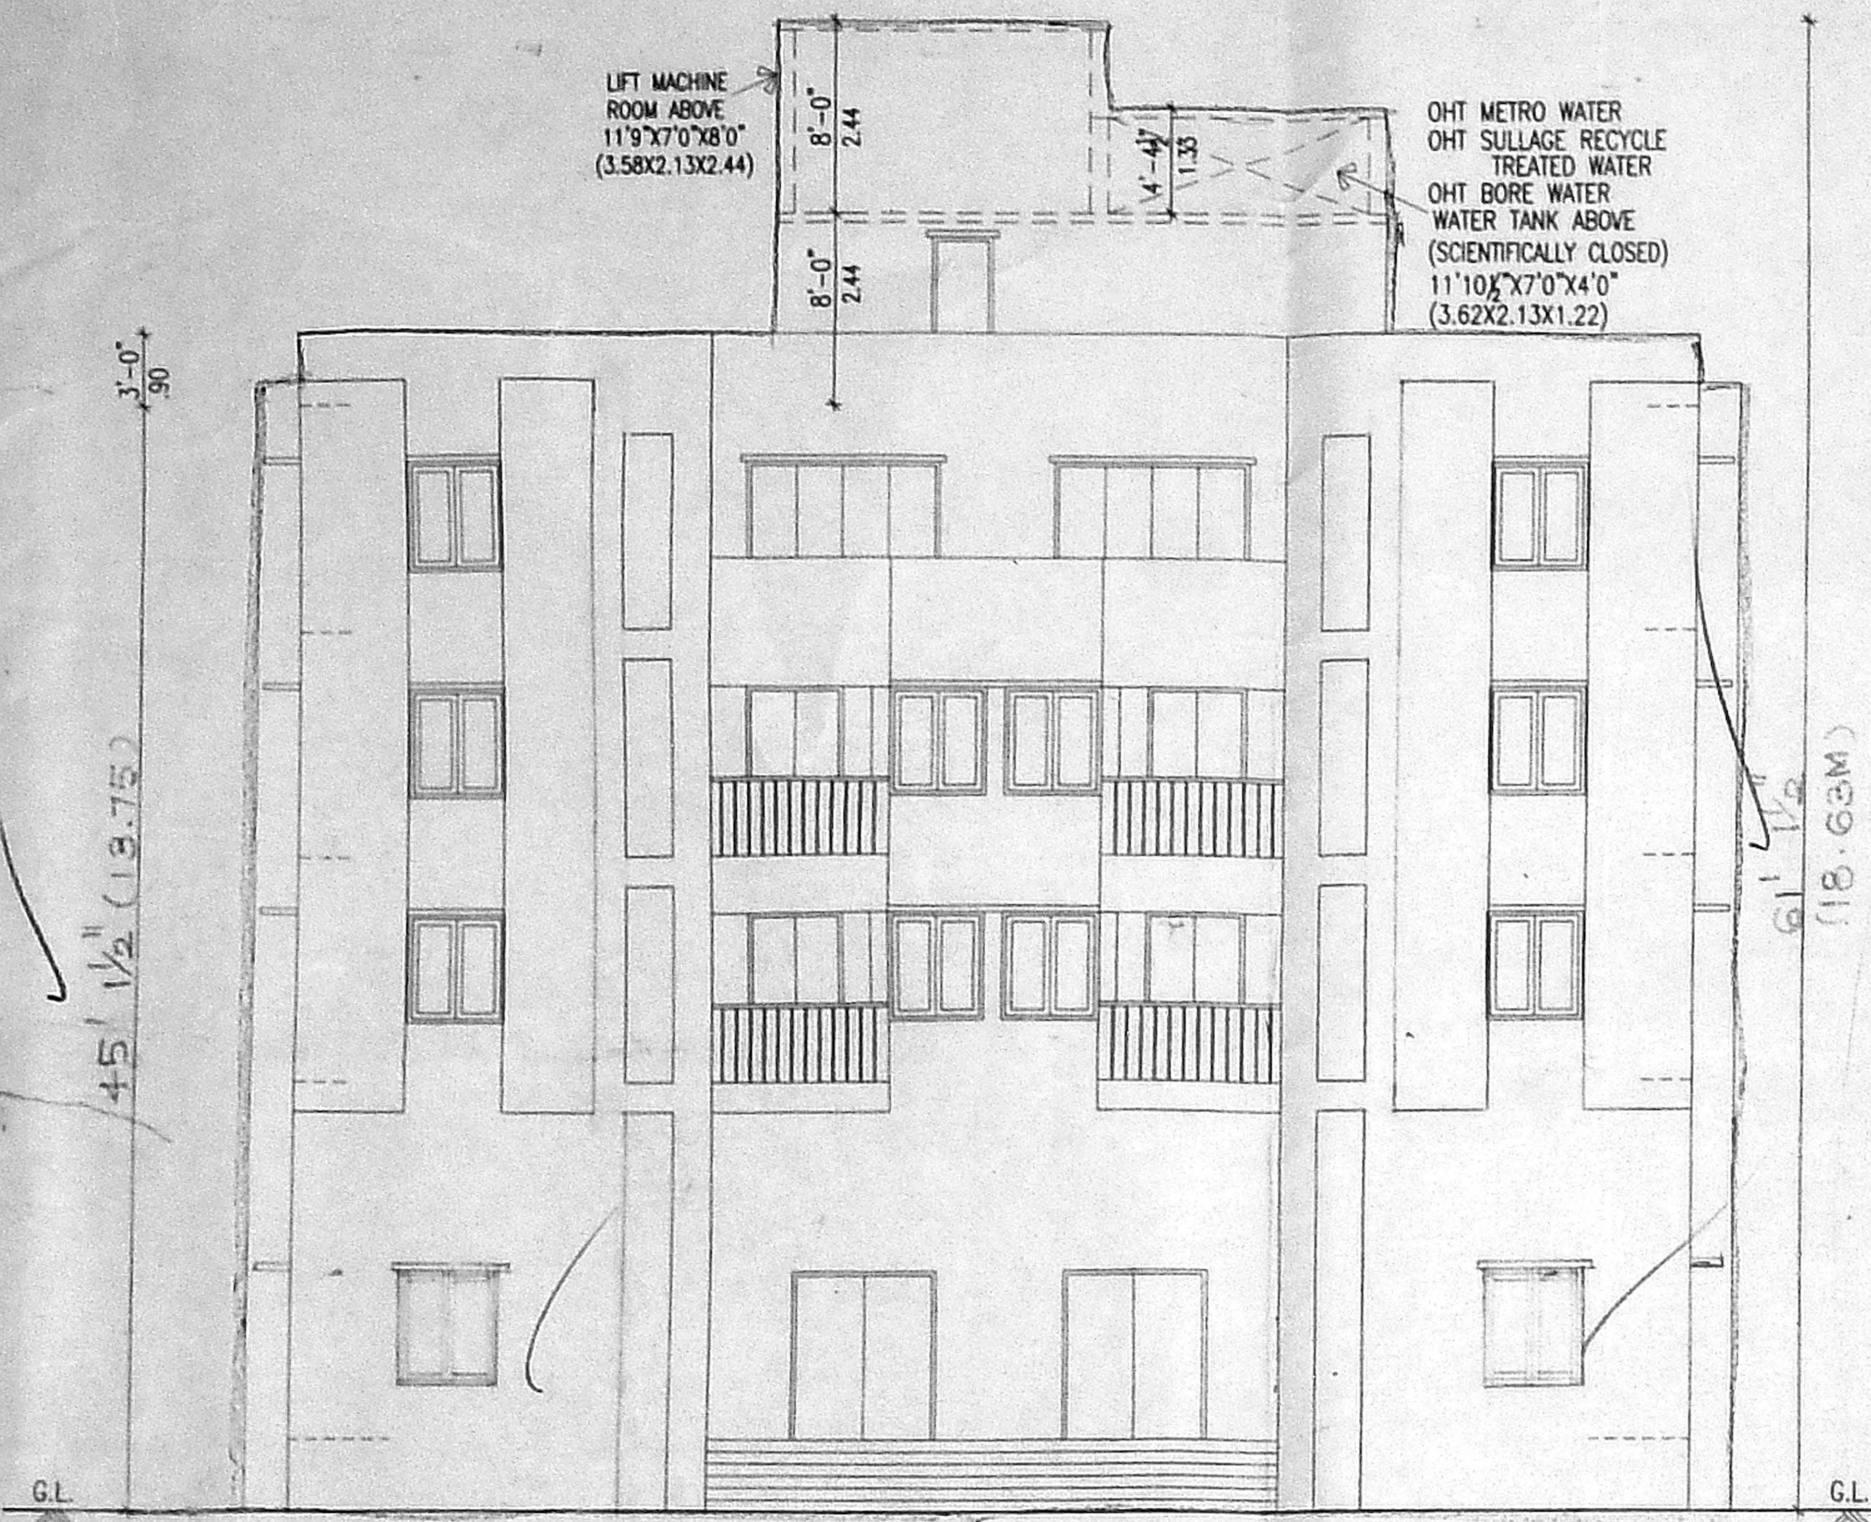 LIFT MACHINE
ROOM ABOVE
11'9"X7'0"X8'0"
(3.58X2.13X2.44)
8'-0"
2.44
4'-4½"
1.33
OHT METRO WATER
OHT SULLAGE RECYCLE
TREATED WATER
OHT BORE WATER
WATER TANK ABOVE
(SCIENTIFICALLY CLOSED)
11'10½"X7'0"X4'0"
(3.62X2.13X1.22)
8'-0"
2.44
3'-0"
.90
45' 1½" (13.75)
61' 1½"
(18.63M)
G.L.
G.L.